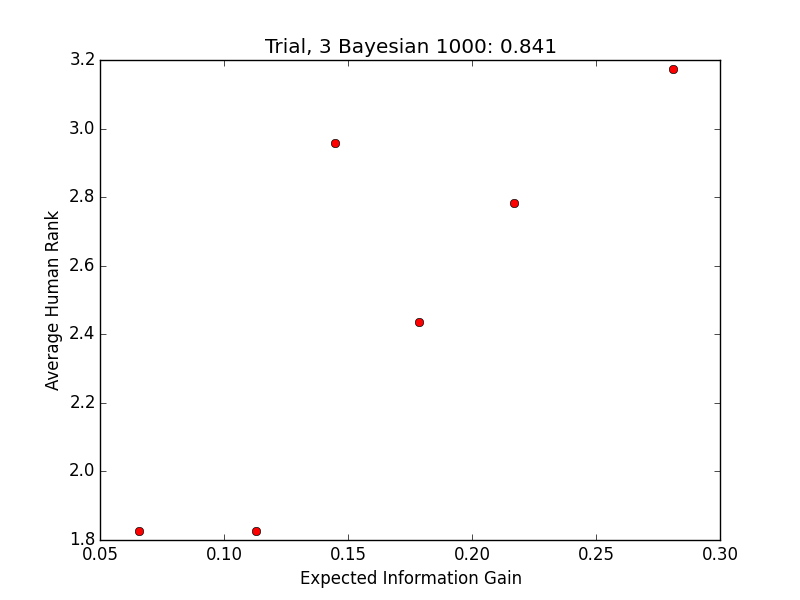 Trial, 3 Bayesian 1000: 0.841
3.2
3.0
2.8
2.6
2.4
2.2
2.0
1.8
Average Human Rank
0.05 0.10 0.15 0.20 0.25 0.30
Expected Information Gain